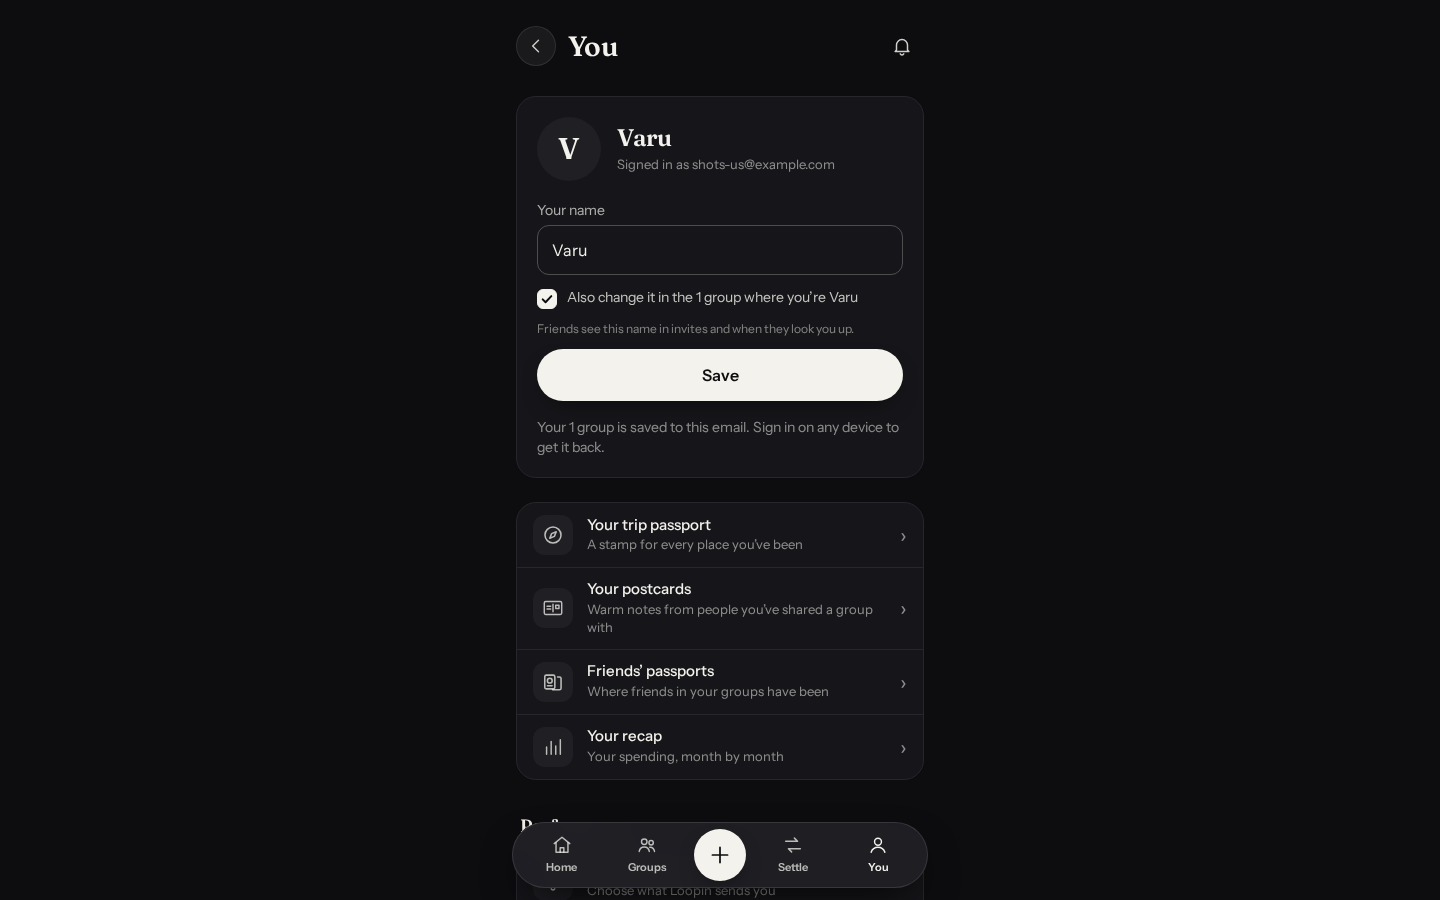 You
V
Varu
Signed in as shots-us@example.com
Your name
Varu
Also change it in the 1 group where you’re Varu
Friends see this name in invites and when they look you up.
Save
Your 1 group is saved to this email. Sign in on any device to
get it back.
Your trip passport
A stamp for every place you’ve been
Your postcards
Warm notes from people you’ve shared a group
with
Friends’ passports
Where friends in your groups have been
Your recap
Your spending, month by month
Home
Groups
Settle
You
Choose what Loopin sends you